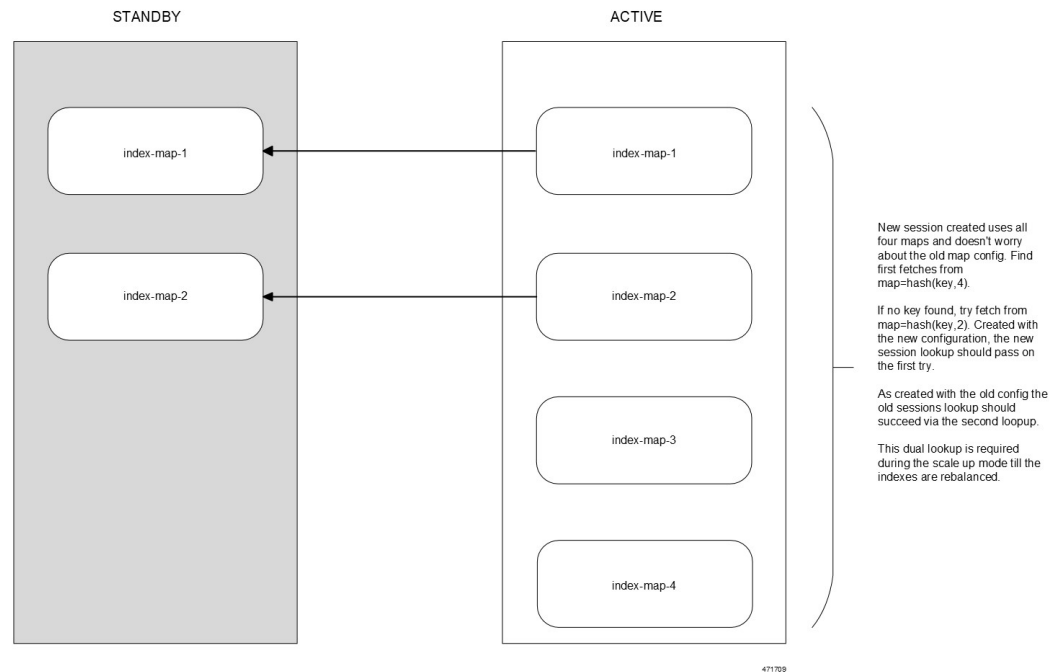 STANDBY
ACTIVE
index-map-1
index-map-1
index-map-2
index-map-2
index-map-3
index-map-4
New session created uses all
four maps and doesn't worry
about the old map config. Find
first fetches from
map=hash(key,4).
If no key found, try fetch from
map=hash(key,2). Created with
the new configuration, the new
session lookup should pass on
the first try.
As created with the old config the
old sessions lookup should
succeed via the second loopup.
This dual lookup is required
during the scale up mode till the
indexes are rebalanced.
471709